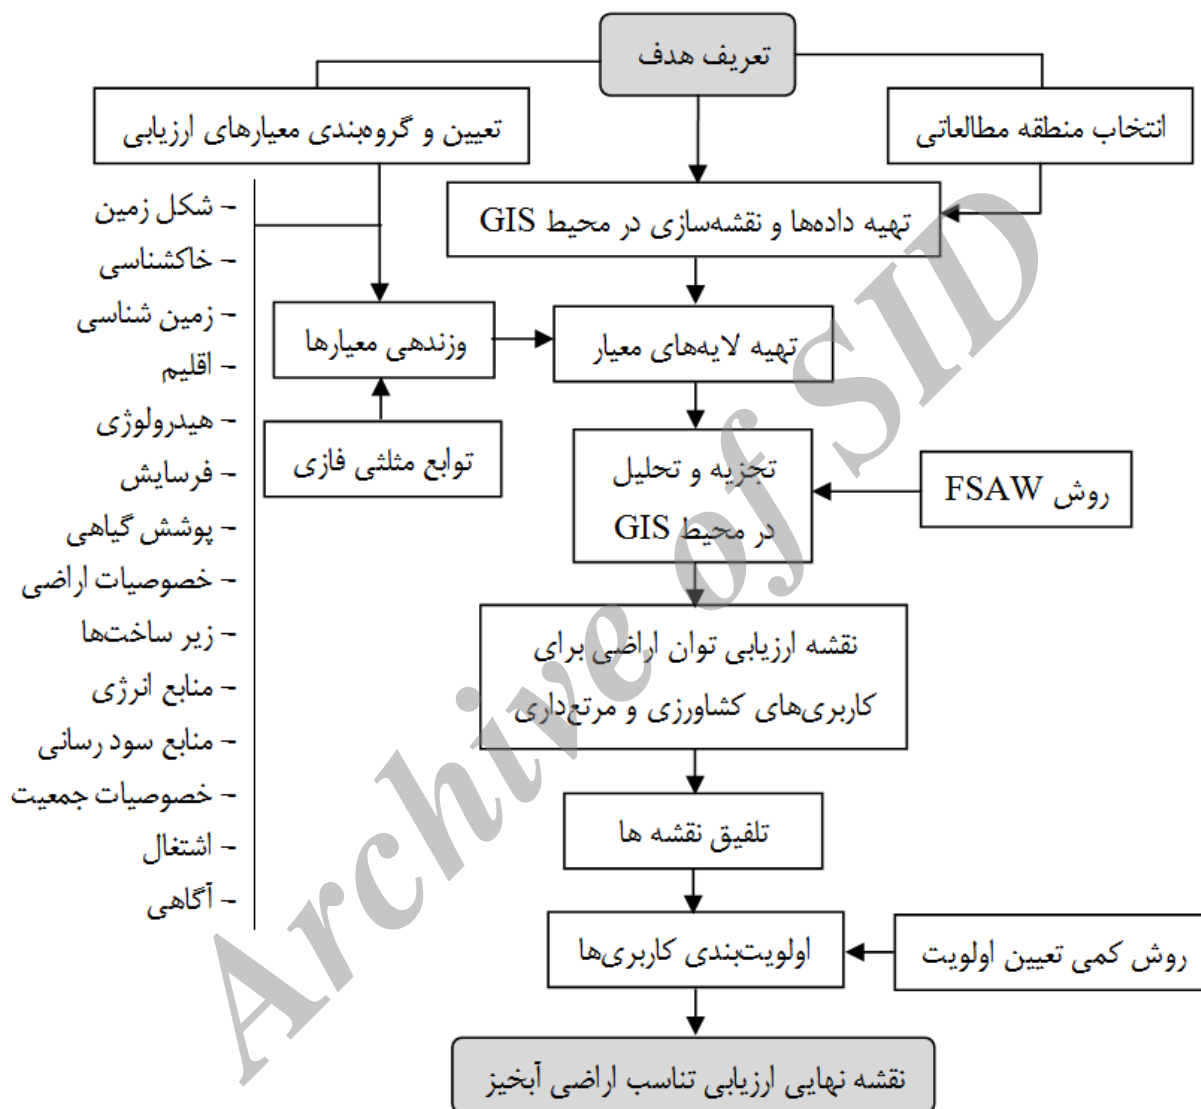 تعریف هدف
انتخاب منطقه مطالعاتی
تعیین و گروه‌بندی معیارهای ارزیابی
تهیه داده‌ها و نقشه‌سازی در محیط GIS
– شکل زمین
– خاکشناسی
– زمین شناسی
– اقلیم
– هیدرولوژی
– فرسایش
– پوشش گیاهی
– خصوصیات اراضی
– زیر ساخت‌ها
– منابع انرژی
– منابع سود رسانی
– خصوصیات جمعیت
– اشتغال
– آگاهی
تهیه لایه‌های معیار
وزندهی معیارها
توابع مثلثی فازی
روش FSAW
تجزیه و تحلیل
در محیط GIS
نقشه ارزیابی توان اراضی برای
کاربری‌های کشاورزی و مرتع‌داری
تلفیق نقشه ها
روش کمی تعیین اولویت
اولویت‌بندی کاربری‌ها
نقشه نهایی ارزیابی تناسب اراضی آبخیز
Archive of SID